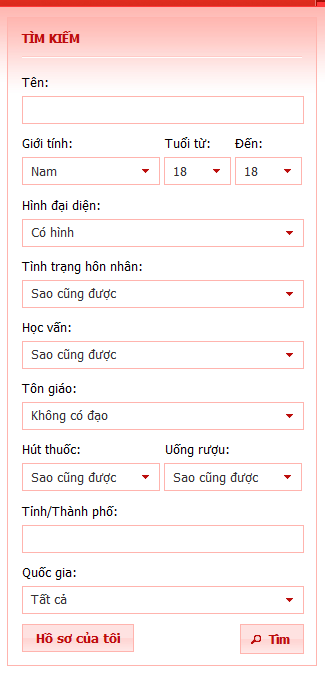 TÌM KIẾM
Tên:
Giới tính: Tuổi từ: Đến:
Nam 18 18
Hình đại diện:
Có hình
Tình trạng hôn nhân:
Sao cũng được
Học vấn:
Sao cũng được
Tôn giáo:
Không có đạo
Hút thuốc: Uống rượu:
Sao cũng được Sao cũng được
Tỉnh/Thành phố:
Quốc gia:
Tất cả
Hồ sơ của tôi Tìm